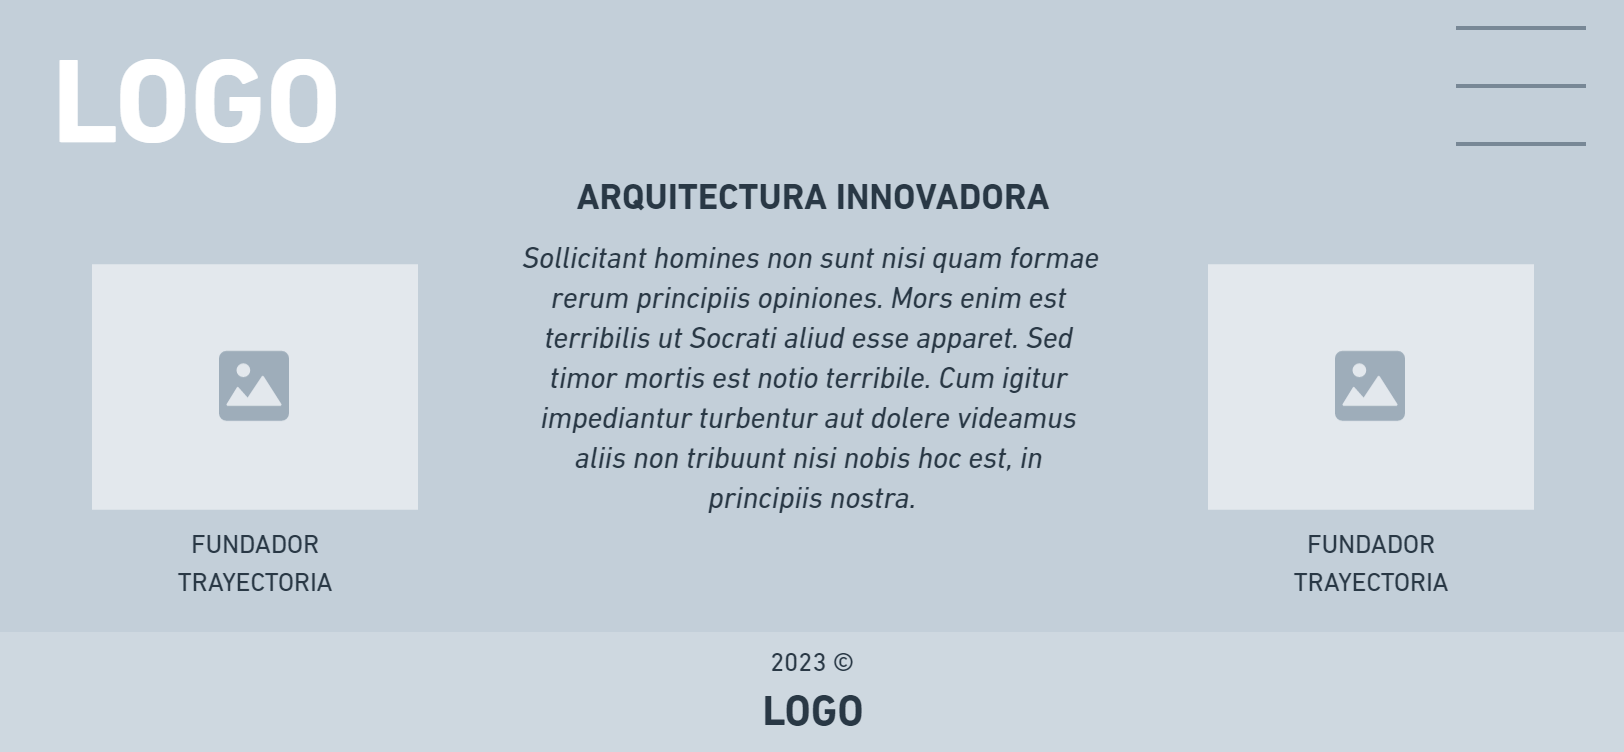 LOGO
ARQUITECTURA INNOVADORA
Sollicitant homines non sunt nisi quam formae
rerum principiis opiniones. Mors enim est
terribilis ut Socrati aliud esse apparet. Sed
timor mortis est notio terribile. Cum igitur
impediantur turbentur aut dolere videamus
aliis non tribuunt nisi nobis hoc est, in
principiis nostra.
FUNDADOR
TRAYECTORIA
FUNDADOR
TRAYECTORIA
2023 ©
LOGO